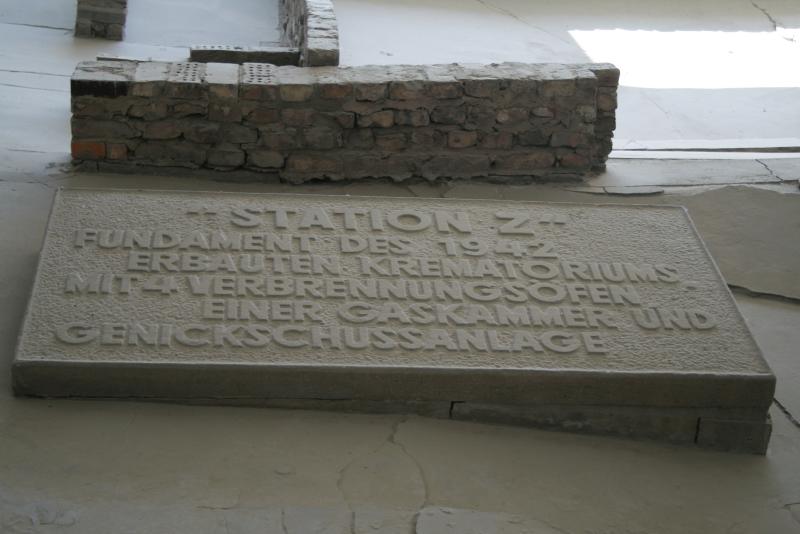 "STATION Z"
FUNDAMENT DES 1942
ERBAUTEN KREMATORIUMS
MIT 4 VERBRENNUNGSÖFEN
EINER GASKAMMER UND
GENICKSCHUSSANLAGE